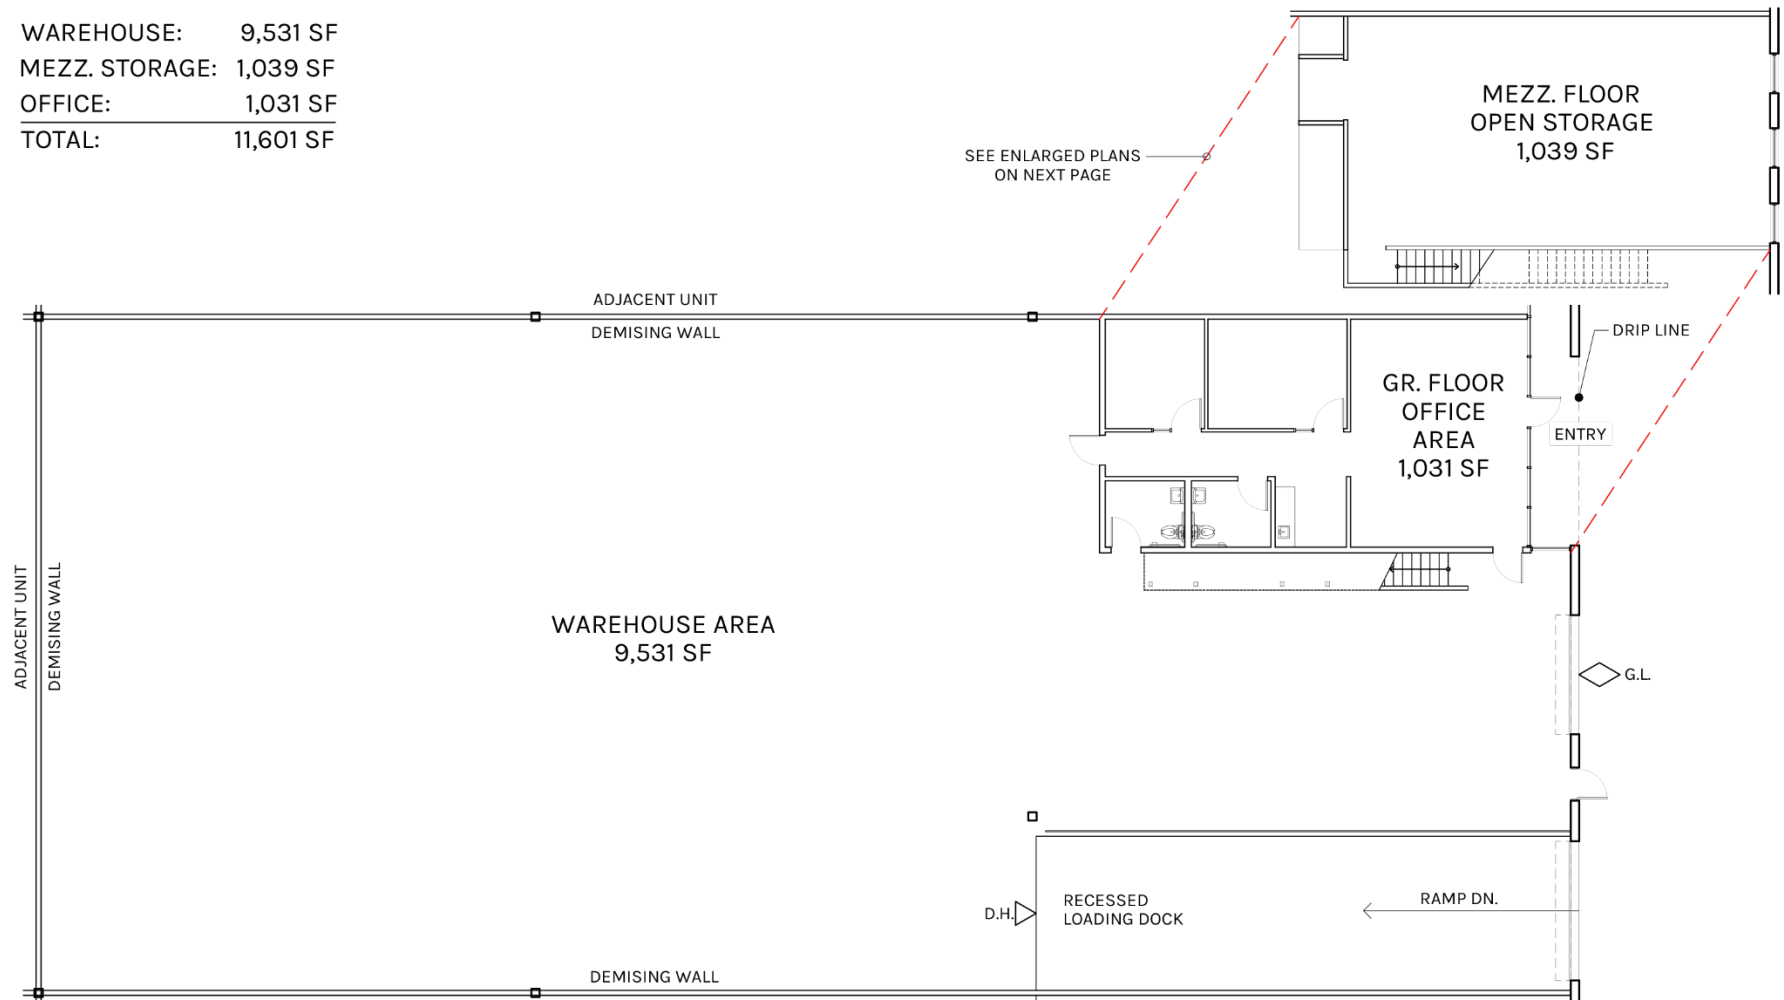 WAREHOUSE: 9,531 SF
MEZZ. STORAGE: 1,039 SF
OFFICE: 1,031 SF
TOTAL: 11,601 SF
MEZZ. FLOOR
OPEN STORAGE
1,039 SF
SEE ENLARGED PLANS
ON NEXT PAGE
ADJACENT UNIT
DEMISING WALL
DRIP LINE
GR. FLOOR
OFFICE
AREA
1,031 SF
ENTRY
ADJACENT UNIT
DEMISING WALL
WAREHOUSE AREA
9,531 SF
G.L.
D.H.
RECESSED
LOADING DOCK
RAMP DN.
DEMISING WALL